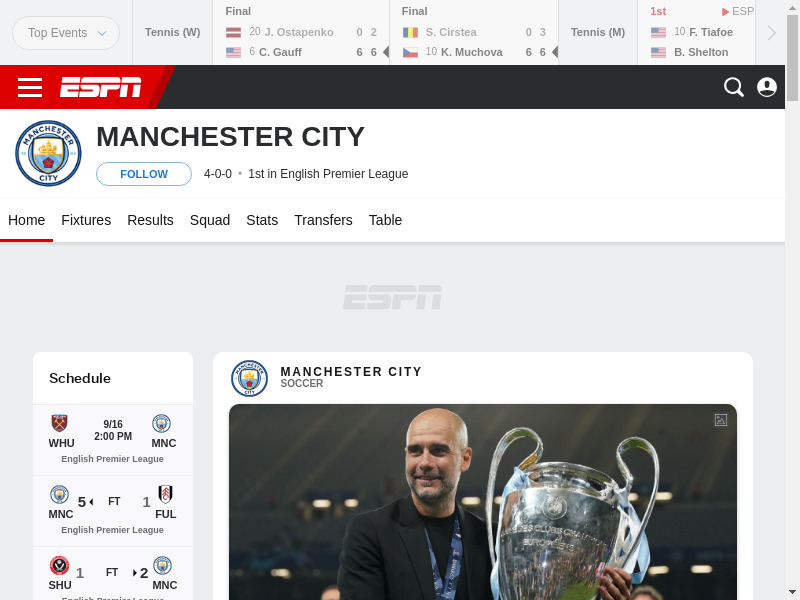 Top Events
Tennis (W)
Final
20 J. Ostapenko 0 2
6 C. Gauff 6 6
Final
S. Cirstea 0 3
10 K. Muchova 6 6
Tennis (M)
1st ESP
10 F. Tiafoe
B. Shelton
ESPN
MANCHESTER CITY
MANCHESTER CITY
FOLLOW 4-0-0 • 1st in English Premier League
Home Fixtures Results Squad Stats Transfers Table
ESPN
Schedule
WHU 9/16 2:00 PM MNC
English Premier League
MNC 5 FT 1 FUL
English Premier League
SHU 1 FT 2 MNC
English Premier League
MANCHESTER CITY
SOCCER